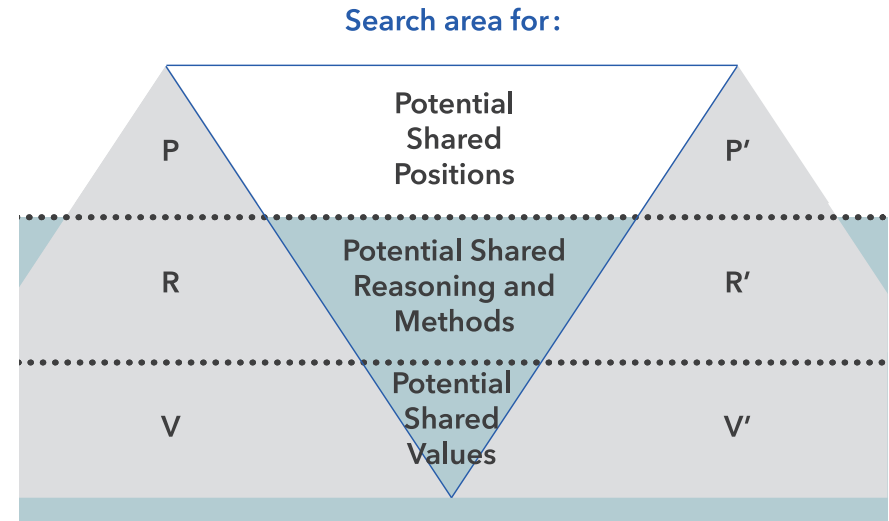 Search area for:
Potential
Shared
Positions
P
P′
Potential Shared
Reasoning and
Methods
R
R′
Potential
Shared
Values
V
V′